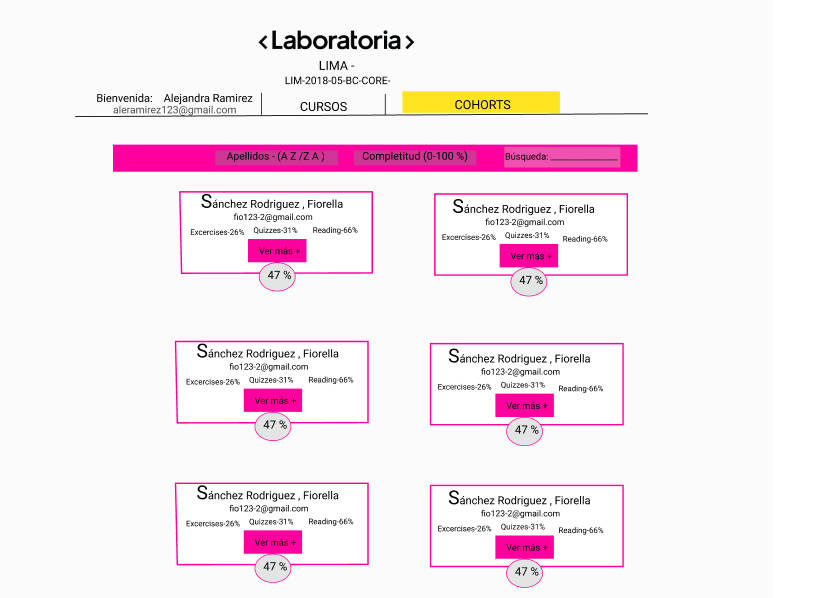 <Laboratoria>
LIMA -
LIM-2018-05-BC-CORE-
Bienvenida: Alejandra Ramirez
aleramirez123@gmail.com
CURSOS
COHORTS
Apellidos - (A Z /Z A )
Completitud (0-100 %)
Búsqueda: _______________
Sánchez Rodriguez , Fiorella
fio123-2@gmail.com
Excercises-26% Quizzes-31% Reading-66%
Ver más +
47 %
Sánchez Rodriguez , Fiorella
fio123-2@gmail.com
Excercises-26% Quizzes-31% Reading-66%
Ver más +
47 %
Sánchez Rodriguez , Fiorella
fio123-2@gmail.com
Excercises-26% Quizzes-31% Reading-66%
Ver más +
47 %
Sánchez Rodriguez , Fiorella
fio123-2@gmail.com
Excercises-26% Quizzes-31% Reading-66%
Ver más +
47 %
Sánchez Rodriguez , Fiorella
fio123-2@gmail.com
Excercises-26% Quizzes-31% Reading-66%
Ver más +
47 %
Sánchez Rodriguez , Fiorella
fio123-2@gmail.com
Excercises-26% Quizzes-31% Reading-66%
Ver más +
47 %